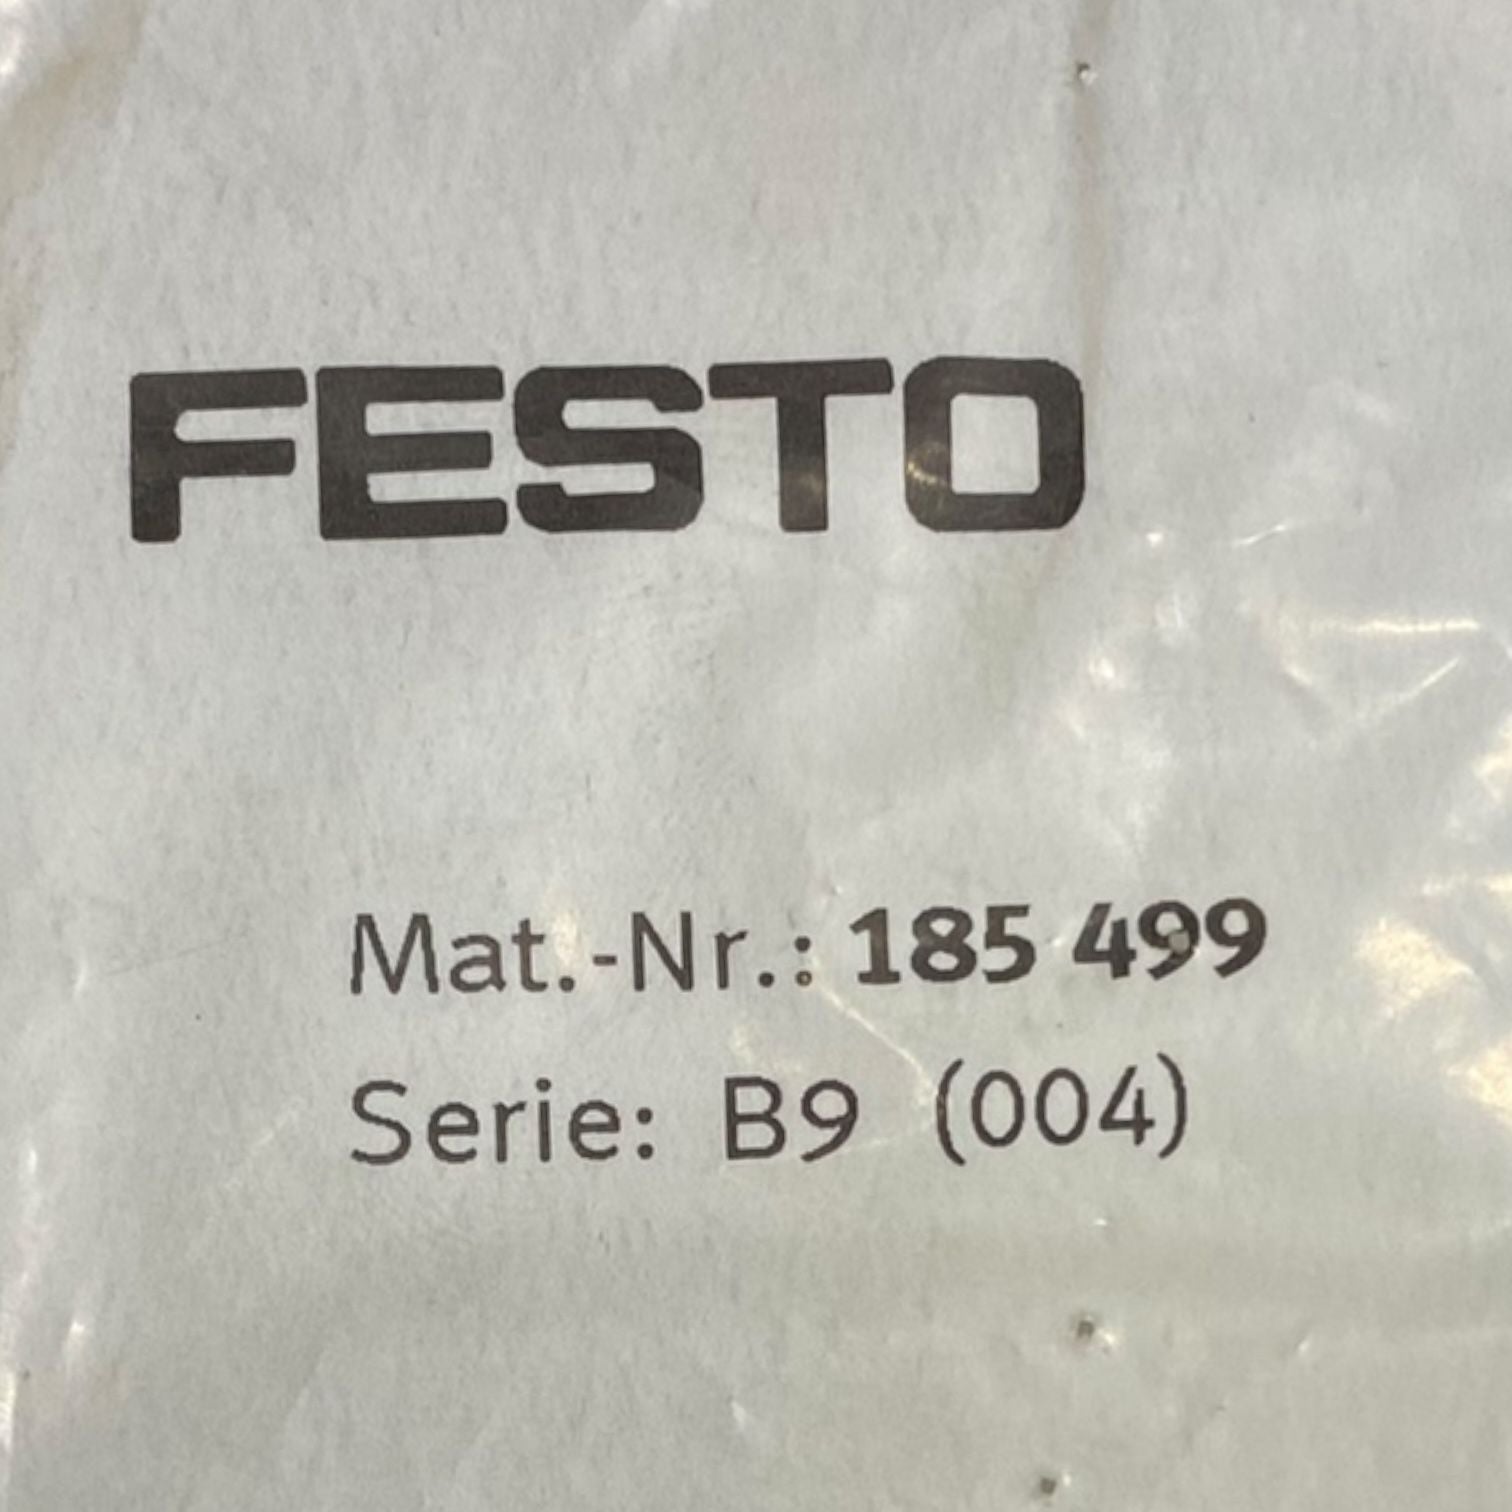 FESTO
Mat.-Nr.: 185 499
Serie: B9 (004)